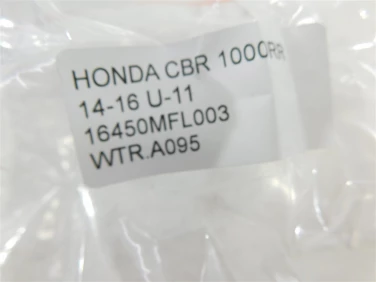 HONDA CBR 1000RR
14-16 U-11
16450MFL003
WTR.A095